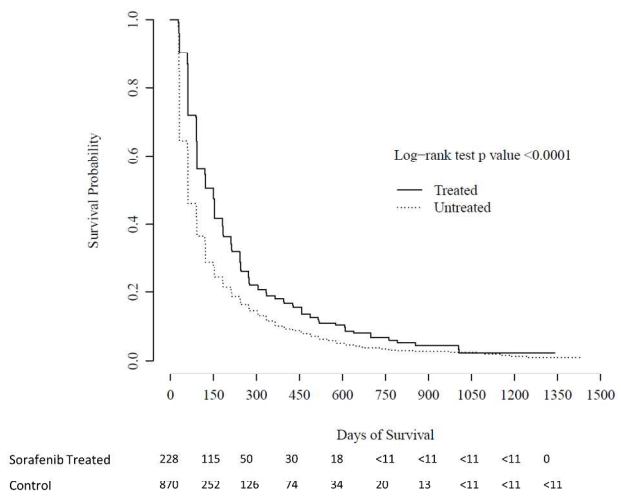 1.0
0.8
0.6
0.4
0.2
0.0
Survival Probability
Log-rank test p value <0.0001
Treated
Untreated
0 150 300 450 600 750 900 1050 1200 1350 1500
Days of Survival
Sorafenib Treated 228 115 50 30 18 <11 <11 <11 <11 0
Control 870 252 126 74 34 20 13 <11 <11 <11